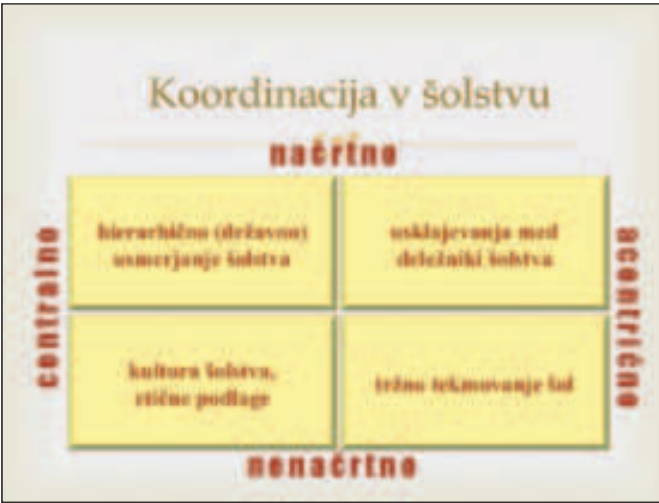 Koordinacija v šolstvu
načrtno
centralno
hierarhično (državno)
usmerjanje šolstva
usklajevanja med
deležniki šolstva
acentrično
kultura šolstva,
etične podlage
tržno tekmovanje šol
nenačrtno